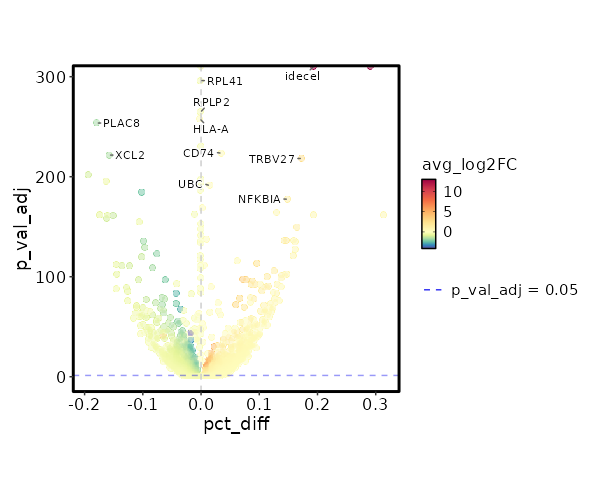 300
200
100
0
p_val_adj
idecel
RPL41
RPLP2
PLAC8
HLA-A
XCL2
CD74
TRBV27
UBC
NFKBIA
-0.2
-0.1
0.0
0.1
0.2
0.3
pct_diff
avg_log2FC
10
5
0
p_val_adj = 0.05